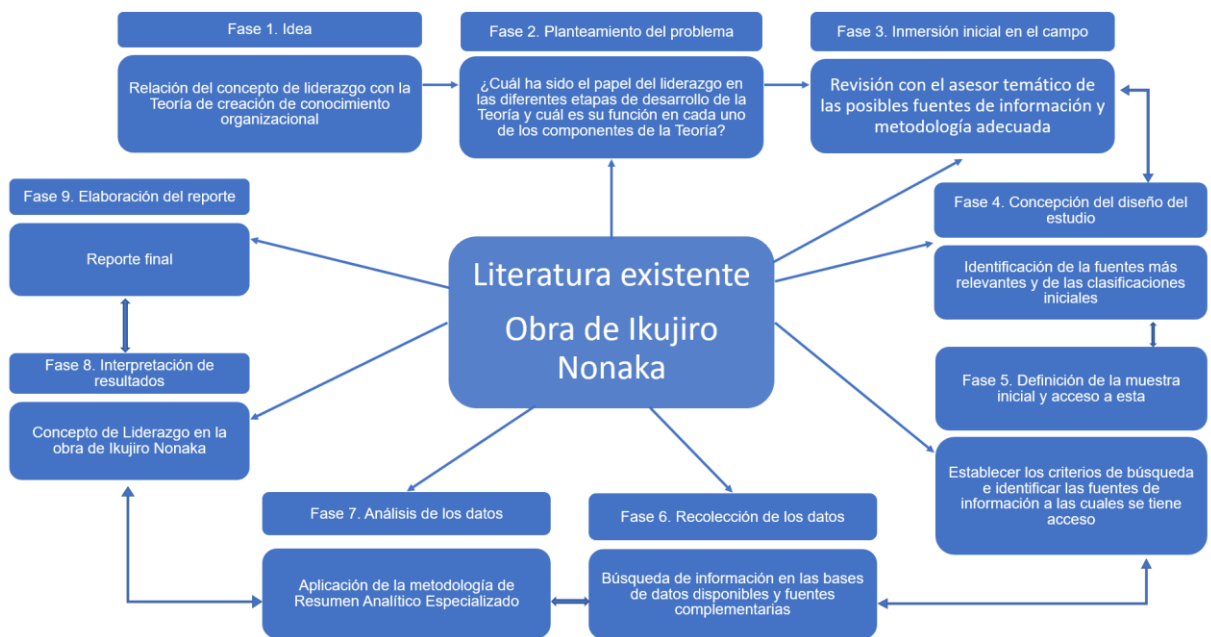 Fase 1. Idea
Relación del concepto de liderazgo con la
Teoría de creación de conocimiento
organizacional
Fase 2. Planteamiento del problema
¿Cuál ha sido el papel del liderazgo en
las diferentes etapas de desarrollo de la
Teoría y cuál es su función en cada uno
de los componentes de la Teoría?
Fase 3. Inmersión inicial en el campo
Revisión con el asesor temático de
las posibles fuentes de información y
metodología adecuada
Fase 4. Concepción del diseño del
estudio
Identificación de la fuentes más
relevantes y de las clasificaciones
iniciales
Fase 5. Definición de la muestra
inicial y acceso a esta
Establecer los criterios de búsqueda
e identificar las fuentes de
información a las cuales se tiene
acceso
Fase 6. Recolección de los datos
Búsqueda de información en las bases
de datos disponibles y fuentes
complementarias
Fase 7. Análisis de los datos
Aplicación de la metodología de
Resumen Analítico Especializado
Fase 8. Interpretación de
resultados
Concepto de Liderazgo en la
obra de Ikujiro Nonaka
Fase 9. Elaboración del reporte
Reporte final
Literatura existente
Obra de Ikujiro
Nonaka